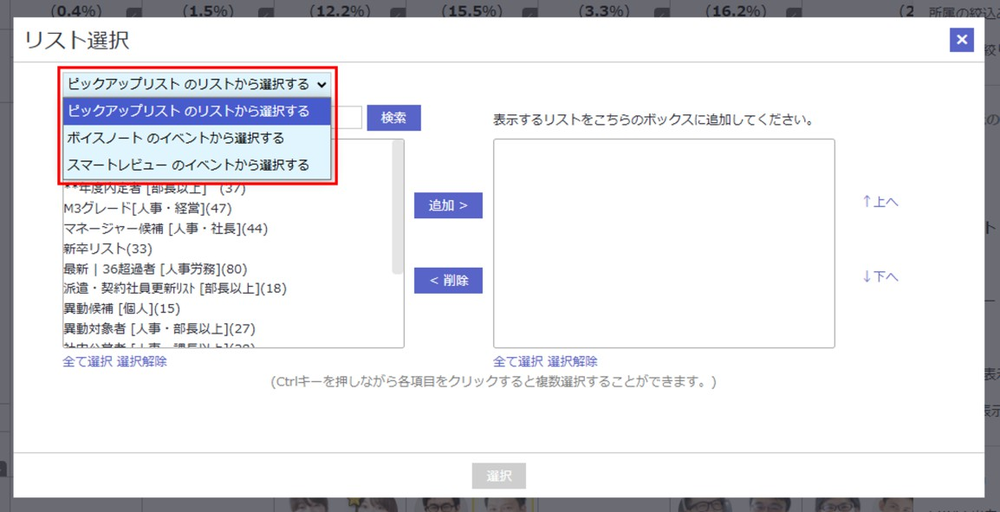 (0.4%) (1.5%) (12.2%) (15.5%) (3.3%) (16.2%) (2 所属の絞込み
リスト選択
×
ピックアップリスト のリストから選択する
ピックアップリスト のリストから選択する
ボイスノート のイベントから選択する
スマートレビュー のイベントから選択する
検索
表示するリストをこちらのボックスに追加してください。
**年度内定者 [部長以上] (37)
M3グレード[人事・経営](47)
マネージャー候補 [人事・社長](44)
新卒リスト(33)
最新 | 36超過者 [人事労務](80)
派遣・契約社員更新ﾘｽﾄ [部長以上](18)
異動候補 [個人](15)
異動対象者 [人事・部長以上](27)
追加 >
< 削除
↑上へ
↓下へ
全て選択 選択解除
全て選択 選択解除
(Ctrlキーを押しながら各項目をクリックすると複数選択することができます。)
選択